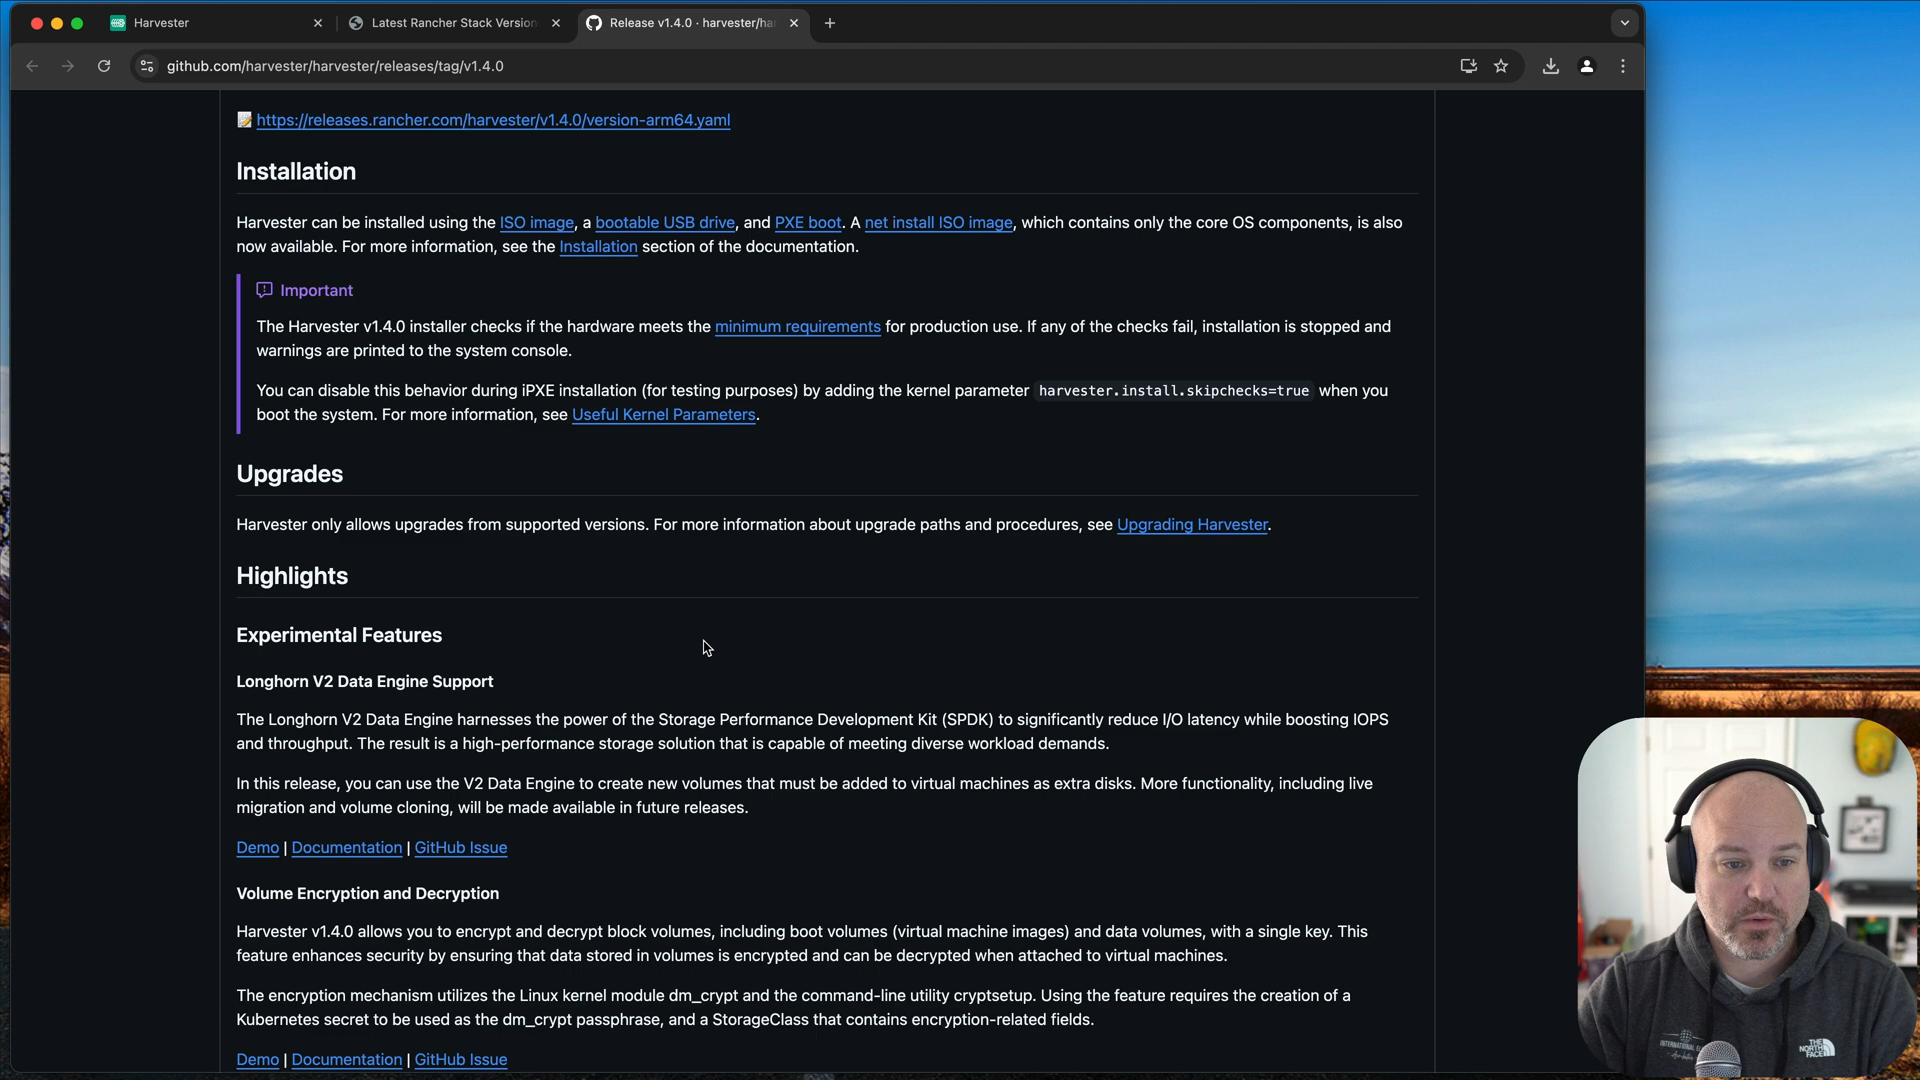 Harvester
Latest Rancher Stack Version
Release v1.4.0 · harvester/ha
github.com/harvester/harvester/releases/tag/v1.4.0
https://releases.rancher.com/harvester/v1.4.0/version-arm64.yaml
Installation
Harvester can be installed using the ISO image, a bootable USB drive, and PXE boot. A net install ISO image, which contains only the core OS components, is also
now available. For more information, see the Installation section of the documentation.
Important
The Harvester v1.4.0 installer checks if the hardware meets the minimum requirements for production use. If any of the checks fail, installation is stopped and
warnings are printed to the system console.
You can disable this behavior during iPXE installation (for testing purposes) by adding the kernel parameter harvester.install.skipchecks=true when you
boot the system. For more information, see Useful Kernel Parameters.
Upgrades
Harvester only allows upgrades from supported versions. For more information about upgrade paths and procedures, see Upgrading Harvester.
Highlights
Experimental Features
Longhorn V2 Data Engine Support
The Longhorn V2 Data Engine harnesses the power of the Storage Performance Development Kit (SPDK) to significantly reduce I/O latency while boosting IOPS
and throughput. The result is a high-performance storage solution that is capable of meeting diverse workload demands.
In this release, you can use the V2 Data Engine to create new volumes that must be added to virtual machines as extra disks. More functionality, including live
migration and volume cloning, will be made available in future releases.
Demo | Documentation | GitHub Issue
Volume Encryption and Decryption
Harvester v1.4.0 allows you to encrypt and decrypt block volumes, including boot volumes (virtual machine images) and data volumes, with a single key. This
feature enhances security by ensuring that data stored in volumes is encrypted and can be decrypted when attached to virtual machines.
The encryption mechanism utilizes the Linux kernel module dm_crypt and the command-line utility cryptsetup. Using the feature requires the creation of a
Kubernetes secret to be used as the dm_crypt passphrase, and a StorageClass that contains encryption-related fields.
Demo | Documentation | GitHub Issue
THE
NORTH
FACE